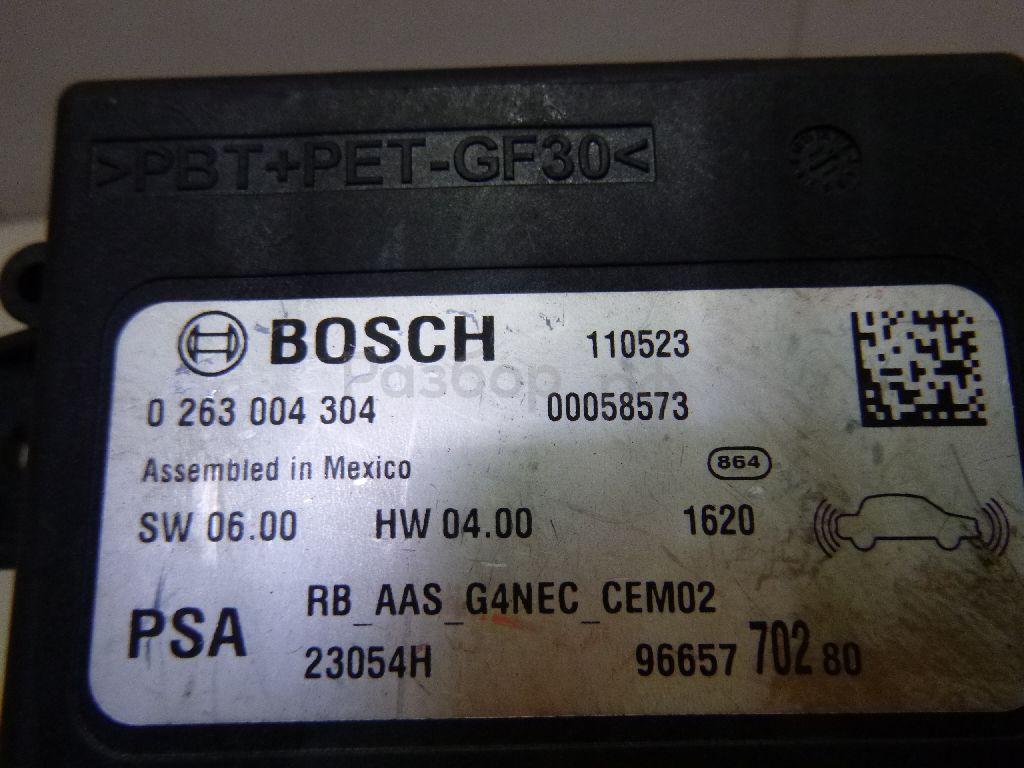 >PBT+PET-GF30<
BOSCH 110523
0 263 004 304 00058573
Assembled in Mexico 864
SW 06.00 HW 04.00 1620
PSA RB_AAS_G4NEC_CEM02
23054H 96657 702 80